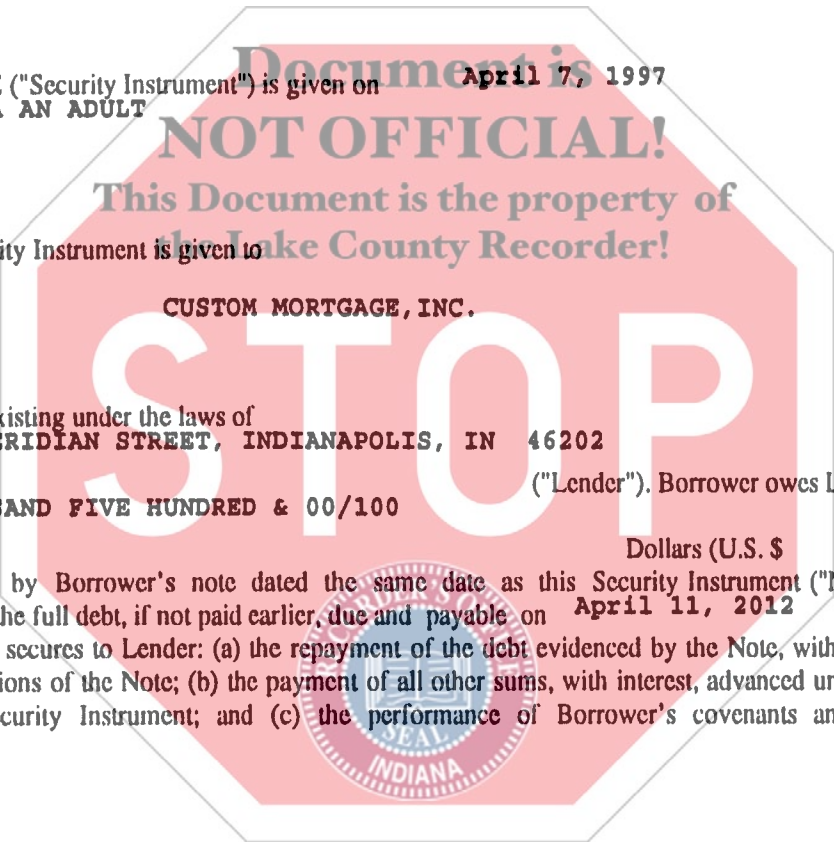 Document is
E ("Security Instrument") is given on April 7, 1997
A AN ADULT
NOT OFFICIAL!
This Document is the property of
the Lake County Recorder!
ity Instrument is given to
CUSTOM MORTGAGE,INC.
STOP
xisting under the laws of
ERIDIAN STREET, INDIANAPOLIS, IN 46202
("Lender"). Borrower owes L
SAND FIVE HUNDRED & 00/100
Dollars (U.S. $
by Borrower's note dated the same date as this Security Instrument ("N
he full debt, if not paid earlier, due and payable on April 11, 2012
secures to Lender: (a) the repayment of the debt evidenced by the Note, with
ions of the Note; (b) the payment of all other sums, with interest, advanced un
curity Instrument; and (c) the performance of Borrower's covenants an
RECORDER'S OFFICE
SEAL
INDIANA